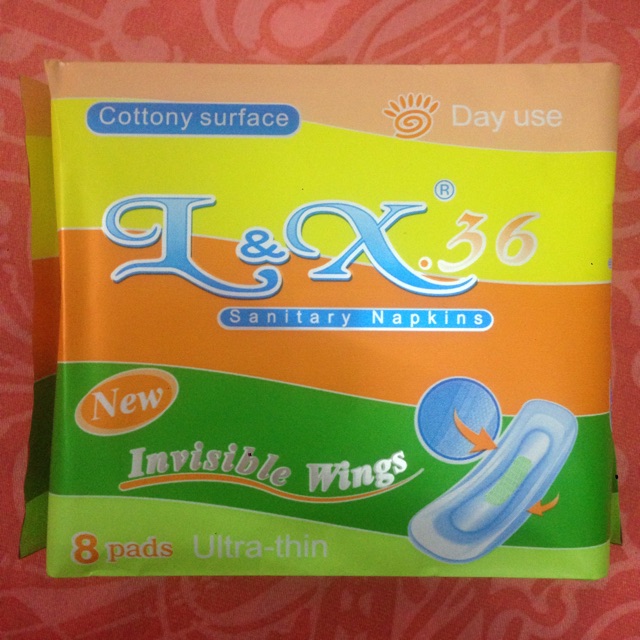 Cottony surface
Day use
L&X.36®
Sanitary Napkins
New
Invisible Wings
8 pads Ultra-thin